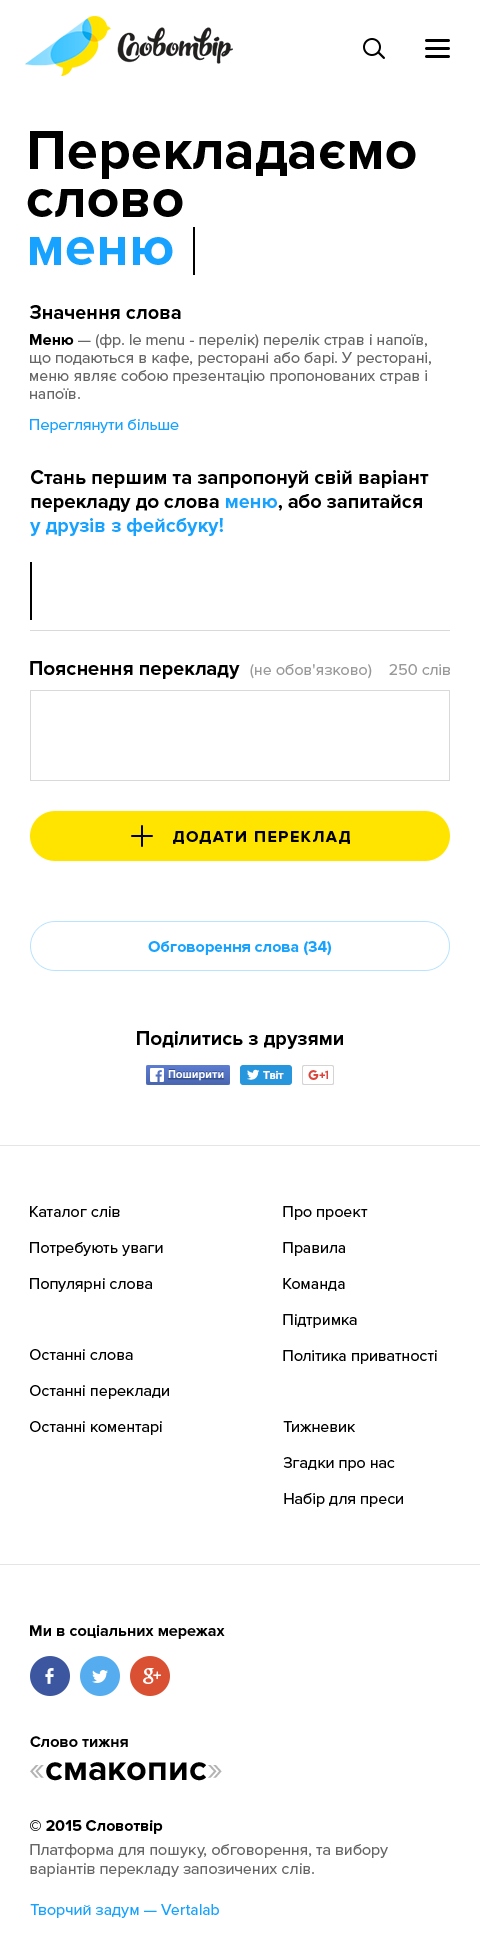 Словотвір
Перекладаємо
слово
меню
Значення слова
Меню — (фр. le menu - перелік) перелік страв і напоїв,
що подаються в кафе, ресторані або барі. У ресторані,
меню являє собою презентацію пропонованих страв і
напоїв.
Переглянути більше
Стань першим та запропонуй свій варіант
перекладу до слова меню, або запитайся
у друзів з фейсбуку!
Пояснення перекладу (не обов'язково) 250 слів
ДОДАТИ ПЕРЕКЛАД
Обговорення слова (34)
Поділитись з друзями
Поширити Твіт G+1
Каталог слів
Потребують уваги
Популярні слова
Останні слова
Останні переклади
Останні коментарі
Про проект
Правила
Команда
Підтримка
Політика приватності
Тижневик
Згадки про нас
Набір для преси
Ми в соціальних мережах
Слово тижня
«смакопис»
© 2015 Словотвір
Платформа для пошуку, обговорення, та вибору
варіантів перекладу запозичених слів.
Творчий задум — Vertalab